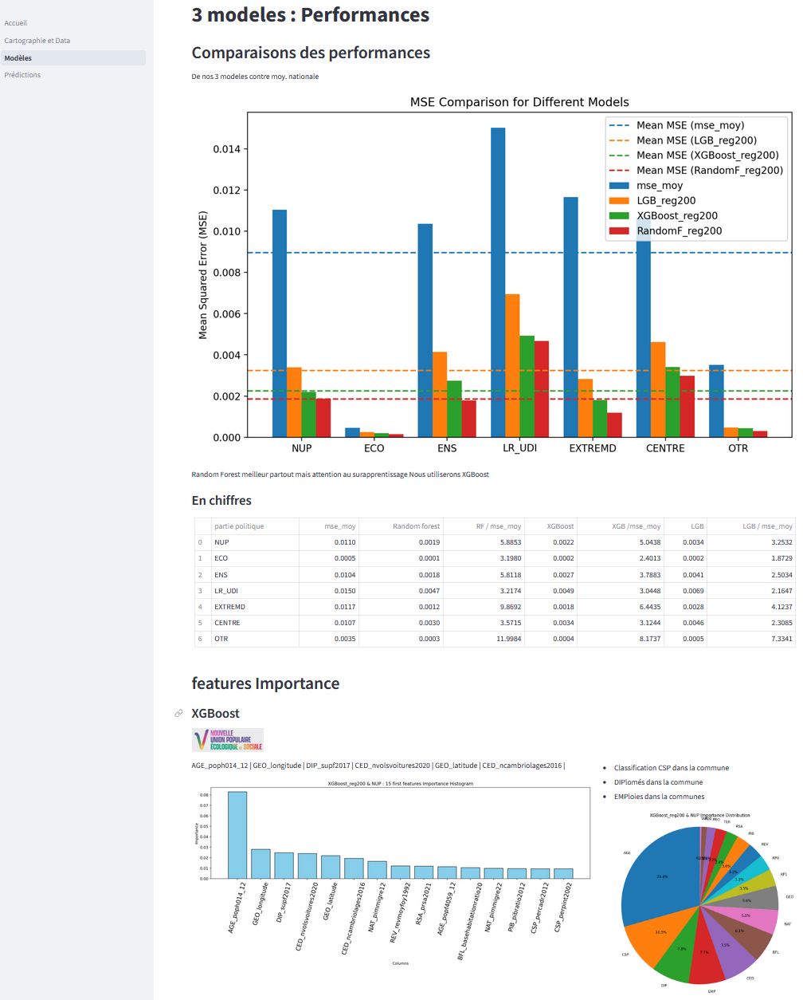 Accueil
Cartographie et Data
Modèles
Prédictions
3 modeles : Performances
Comparaisons des performances
De nos 3 modeles contre moy. nationale
MSE Comparison for Different Models
Mean MSE (mse_moy)
Mean MSE (LGB_reg200)
Mean MSE (XGBoost_reg200)
Mean MSE (RandomF_reg200)
mse_moy
LGB_reg200
XGBoost_reg200
RandomF_reg200
Mean Squared Error (MSE)
0.014
0.012
0.010
0.008
0.006
0.004
0.002
0.000
NUP ECO ENS LR_UDI EXTREMD CENTRE OTR
Random Forest meilleur partout mais attention au surapprentissage Nous utiliserons XGBoost
En chiffres
partie politique mse_moy Random forest RF / mse_moy XGBoost XGB /mse_moy LGB LGB / mse_moy
0 NUP 0.0110 0.0019 5.8853 0.0022 5.0438 0.0034 3.2532
1 ECO 0.0005 0.0001 3.1980 0.0002 2.4013 0.0002 1.8729
2 ENS 0.0104 0.0018 5.8118 0.0027 3.7883 0.0041 2.5034
3 LR_UDI 0.0150 0.0047 3.2174 0.0049 3.0448 0.0069 2.1647
4 EXTREMD 0.0117 0.0012 9.8692 0.0018 6.4435 0.0028 4.1237
5 CENTRE 0.0107 0.0030 3.5715 0.0034 3.1244 0.0046 2.3085
6 OTR 0.0035 0.0003 11.9984 0.0004 8.1737 0.0005 7.3341
features Importance
XGBoost
NOUVELLE
UNION POPULAIRE
ÉCOLOGIQUE et SOCIALE
AGE_poph014_12 | GEO_longitude | DIP_supf2017 | CED_nvolsvoitures2020 | GEO_latitude | CED_ncambriolages2016 |
XGBoost_reg200 & NUP : 15 first features Importance Histogram
Importance
0.08
0.07
0.06
0.05
0.04
0.03
0.02
0.01
0.00
AGE_poph014_12
GEO_longitude
DIP_supf2017
CED_nvolsvoitures2020
GEO_latitude
CED_ncambriolages2016
NAT_pimmigre12
REV_revmoyfoy1992
RSA_prsa2021
AGE_popf4059_12
BFL_basehabitationratio20
NAT_pimmigre22
PIB_pibratio2012
CSP_percadr2012
CSP_perpint2002
Columns
Classification CSP dans la commune
DIPlomés dans la commune
EMPloies dans la communes
XGBoost_reg200 & NUP Importance Distribution
AGE
CSP
DIP
EMP
CEO
BFL
NAT
GEO
KP1
KP0
REV
PIB
RSA
TER
PRO
10.5%
7.8%
7.7%
7.5%
6.1%
5.1%